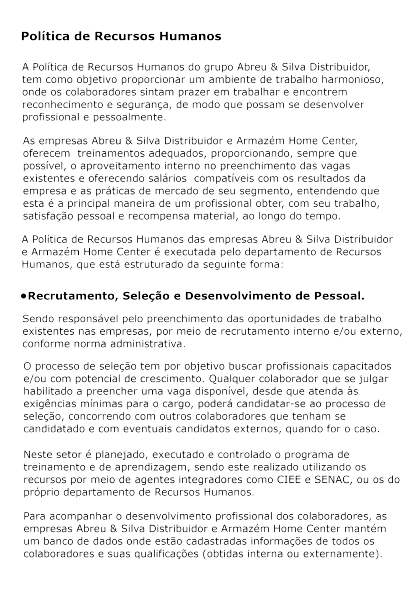 Política de Recursos Humanos
A Política de Recursos Humanos do grupo Abreu & Silva Distribuidor,
tem como objetivo proporcionar um ambiente de trabalho harmonioso,
onde os colaboradores sintam prazer em trabalhar e encontrem
reconhecimento e segurança, de modo que possam se desenvolver
profissional e pessoalmente.
As empresas Abreu & Silva Distribuidor e Armazém Home Center,
oferecem treinamentos adequados, proporcionando, sempre que
possível, o aproveitamento interno no preenchimento das vagas
existentes e oferecendo salários compatíveis com os resultados da
empresa e as práticas de mercado de seu segmento, entendendo que
esta é a principal maneira de um profissional obter, com seu trabalho,
satisfação pessoal e recompensa material, ao longo do tempo.
A Política de Recursos Humanos das empresas Abreu & Silva Distribuidor
e Armazém Home Center é executada pelo departamento de Recursos
Humanos, que está estruturado da seguinte forma:
•Recrutamento, Seleção e Desenvolvimento de Pessoal.
Sendo responsável pelo preenchimento das oportunidades de trabalho
existentes nas empresas, por meio de recrutamento interno e/ou externo,
conforme norma administrativa.
O processo de seleção tem por objetivo buscar profissionais capacitados
e/ou com potencial de crescimento. Qualquer colaborador que se julgar
habilitado a preencher uma vaga disponível, desde que atenda às
exigências mínimas para o cargo, poderá candidatar-se ao processo de
seleção, concorrendo com outros colaboradores que tenham se
candidatado e com eventuais candidatos externos, quando for o caso.
Neste setor é planejado, executado e controlado o programa de
treinamento e de aprendizagem, sendo este realizado utilizando os
recursos por meio de agentes integradores como CIEE e SENAC, ou os do
próprio departamento de Recursos Humanos.
Para acompanhar o desenvolvimento profissional dos colaboradores, as
empresas Abreu & Silva Distribuidor e Armazém Home Center mantém
um banco de dados onde estão cadastradas informações de todos os
colaboradores e suas qualificações (obtidas interna ou externamente).